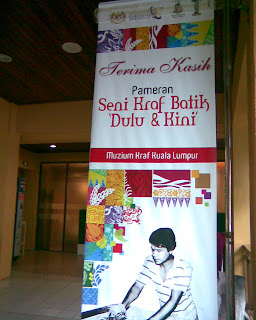 Terima Kasih
Pameran
Seni Kraf Batik
'Dulu & Kini'
Muzium Kraf Kuala Lumpur